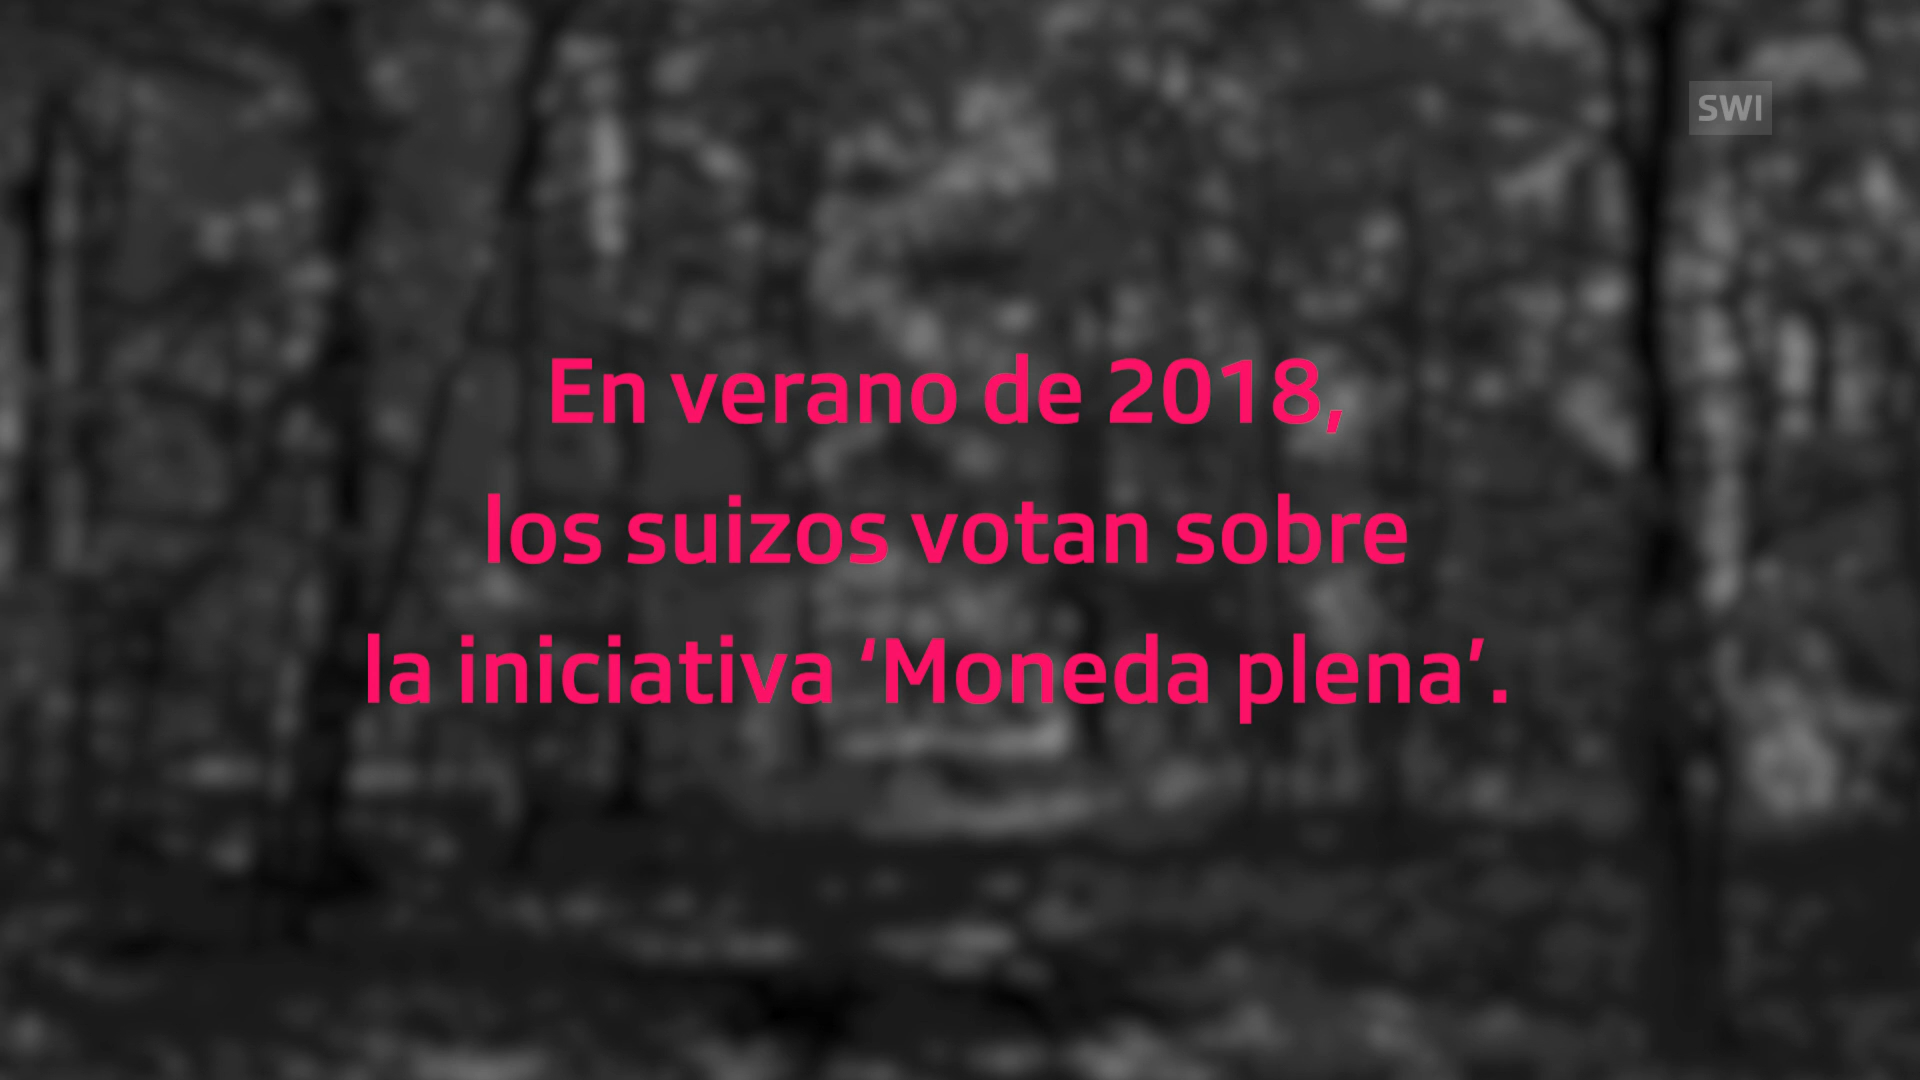 SWI
En verano de 2018,
los suizos votan sobre
la iniciativa ‘Moneda plena’.